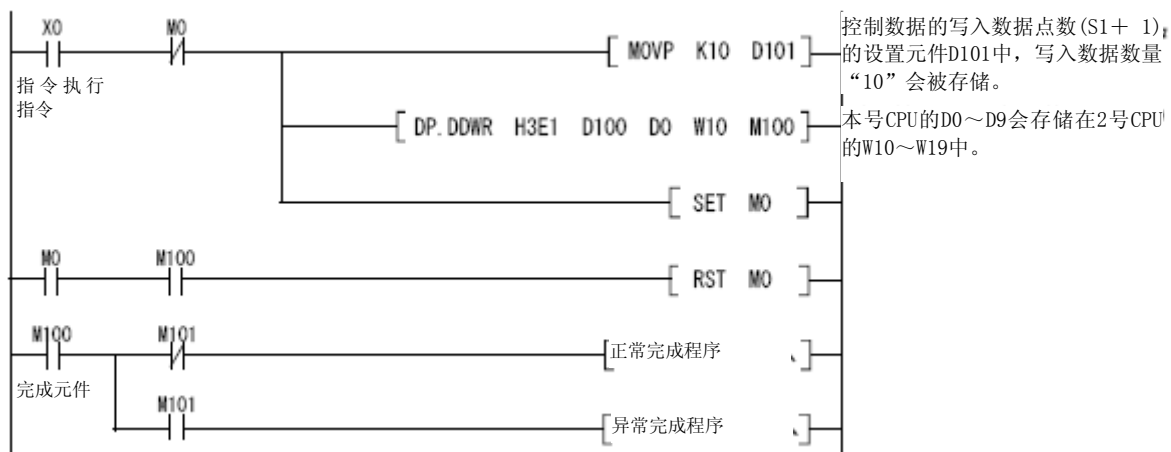 X0 M0
[ MOVP K10 D101 ]
指令执行
指令
控制数据的写入数据点数(S1＋ 1)
的设置元件D101中，写入数据数量
“10”会被存储。
[ DP.DDWR H3E1 D100 D0 W10 M100 ]
本号CPU的D0～D9会存储在2号CPU
的W10～W19中。
[ SET M0 ]
M0 M100
[ RST M0 ]
M100 M101
[正常完成程序 ]
完成元件
M101
[异常完成程序 ]